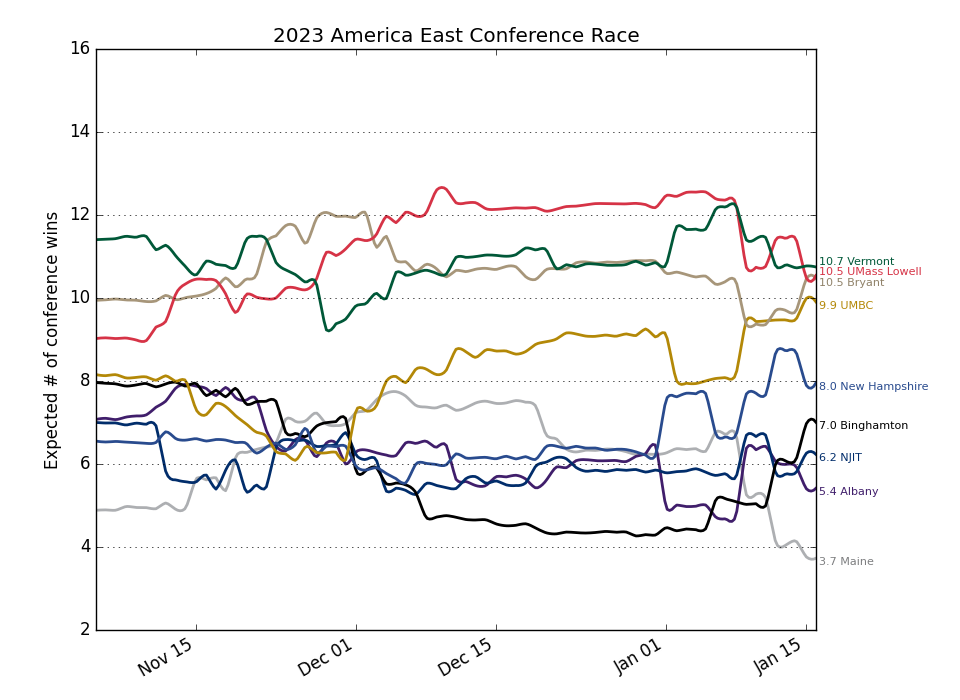 2023 America East Conference Race
Expected # of conference wins
16
14
12
10
8
6
4
2
Nov 15
Dec 01
Dec 15
Jan 01
Jan 15
10.7 Vermont
10.5 UMass Lowell
10.5 Bryant
9.9 UMBC
8.0 New Hampshire
7.0 Binghamton
6.2 NJIT
5.4 Albany
3.7 Maine